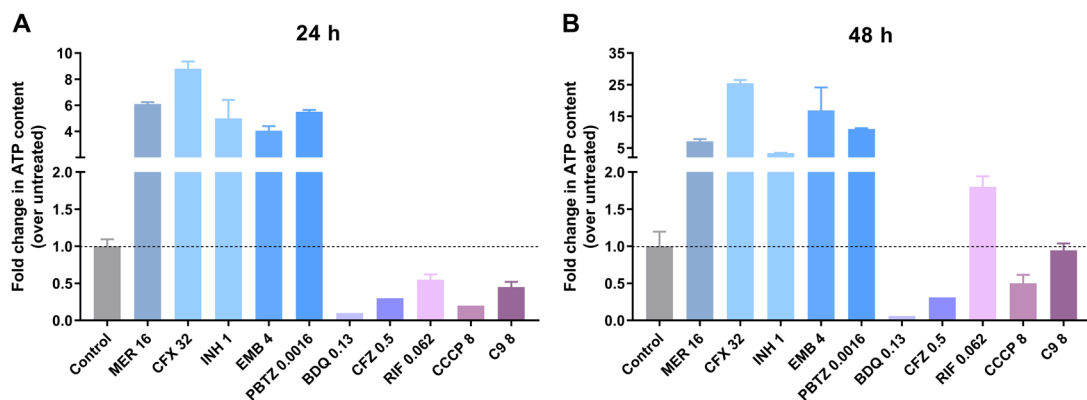 A
24 h
Fold change in ATP content
(over untreated)
10
8
6
4
2.0
1.5
1.0
0.5
0.0
Control
MER 16
CFX 32
INH 1
EMB 4
PBTZ 0.0016
BDQ 0.13
CFZ 0.5
RIF 0.062
CCCP 8
C9 8
B
48 h
Fold change in ATP content
(over untreated)
35
25
15
5
2.0
1.5
1.0
0.5
0.0
Control
MER 16
CFX 32
INH 1
EMB 4
PBTZ 0.0016
BDQ 0.13
CFZ 0.5
RIF 0.062
CCCP 8
C9 8